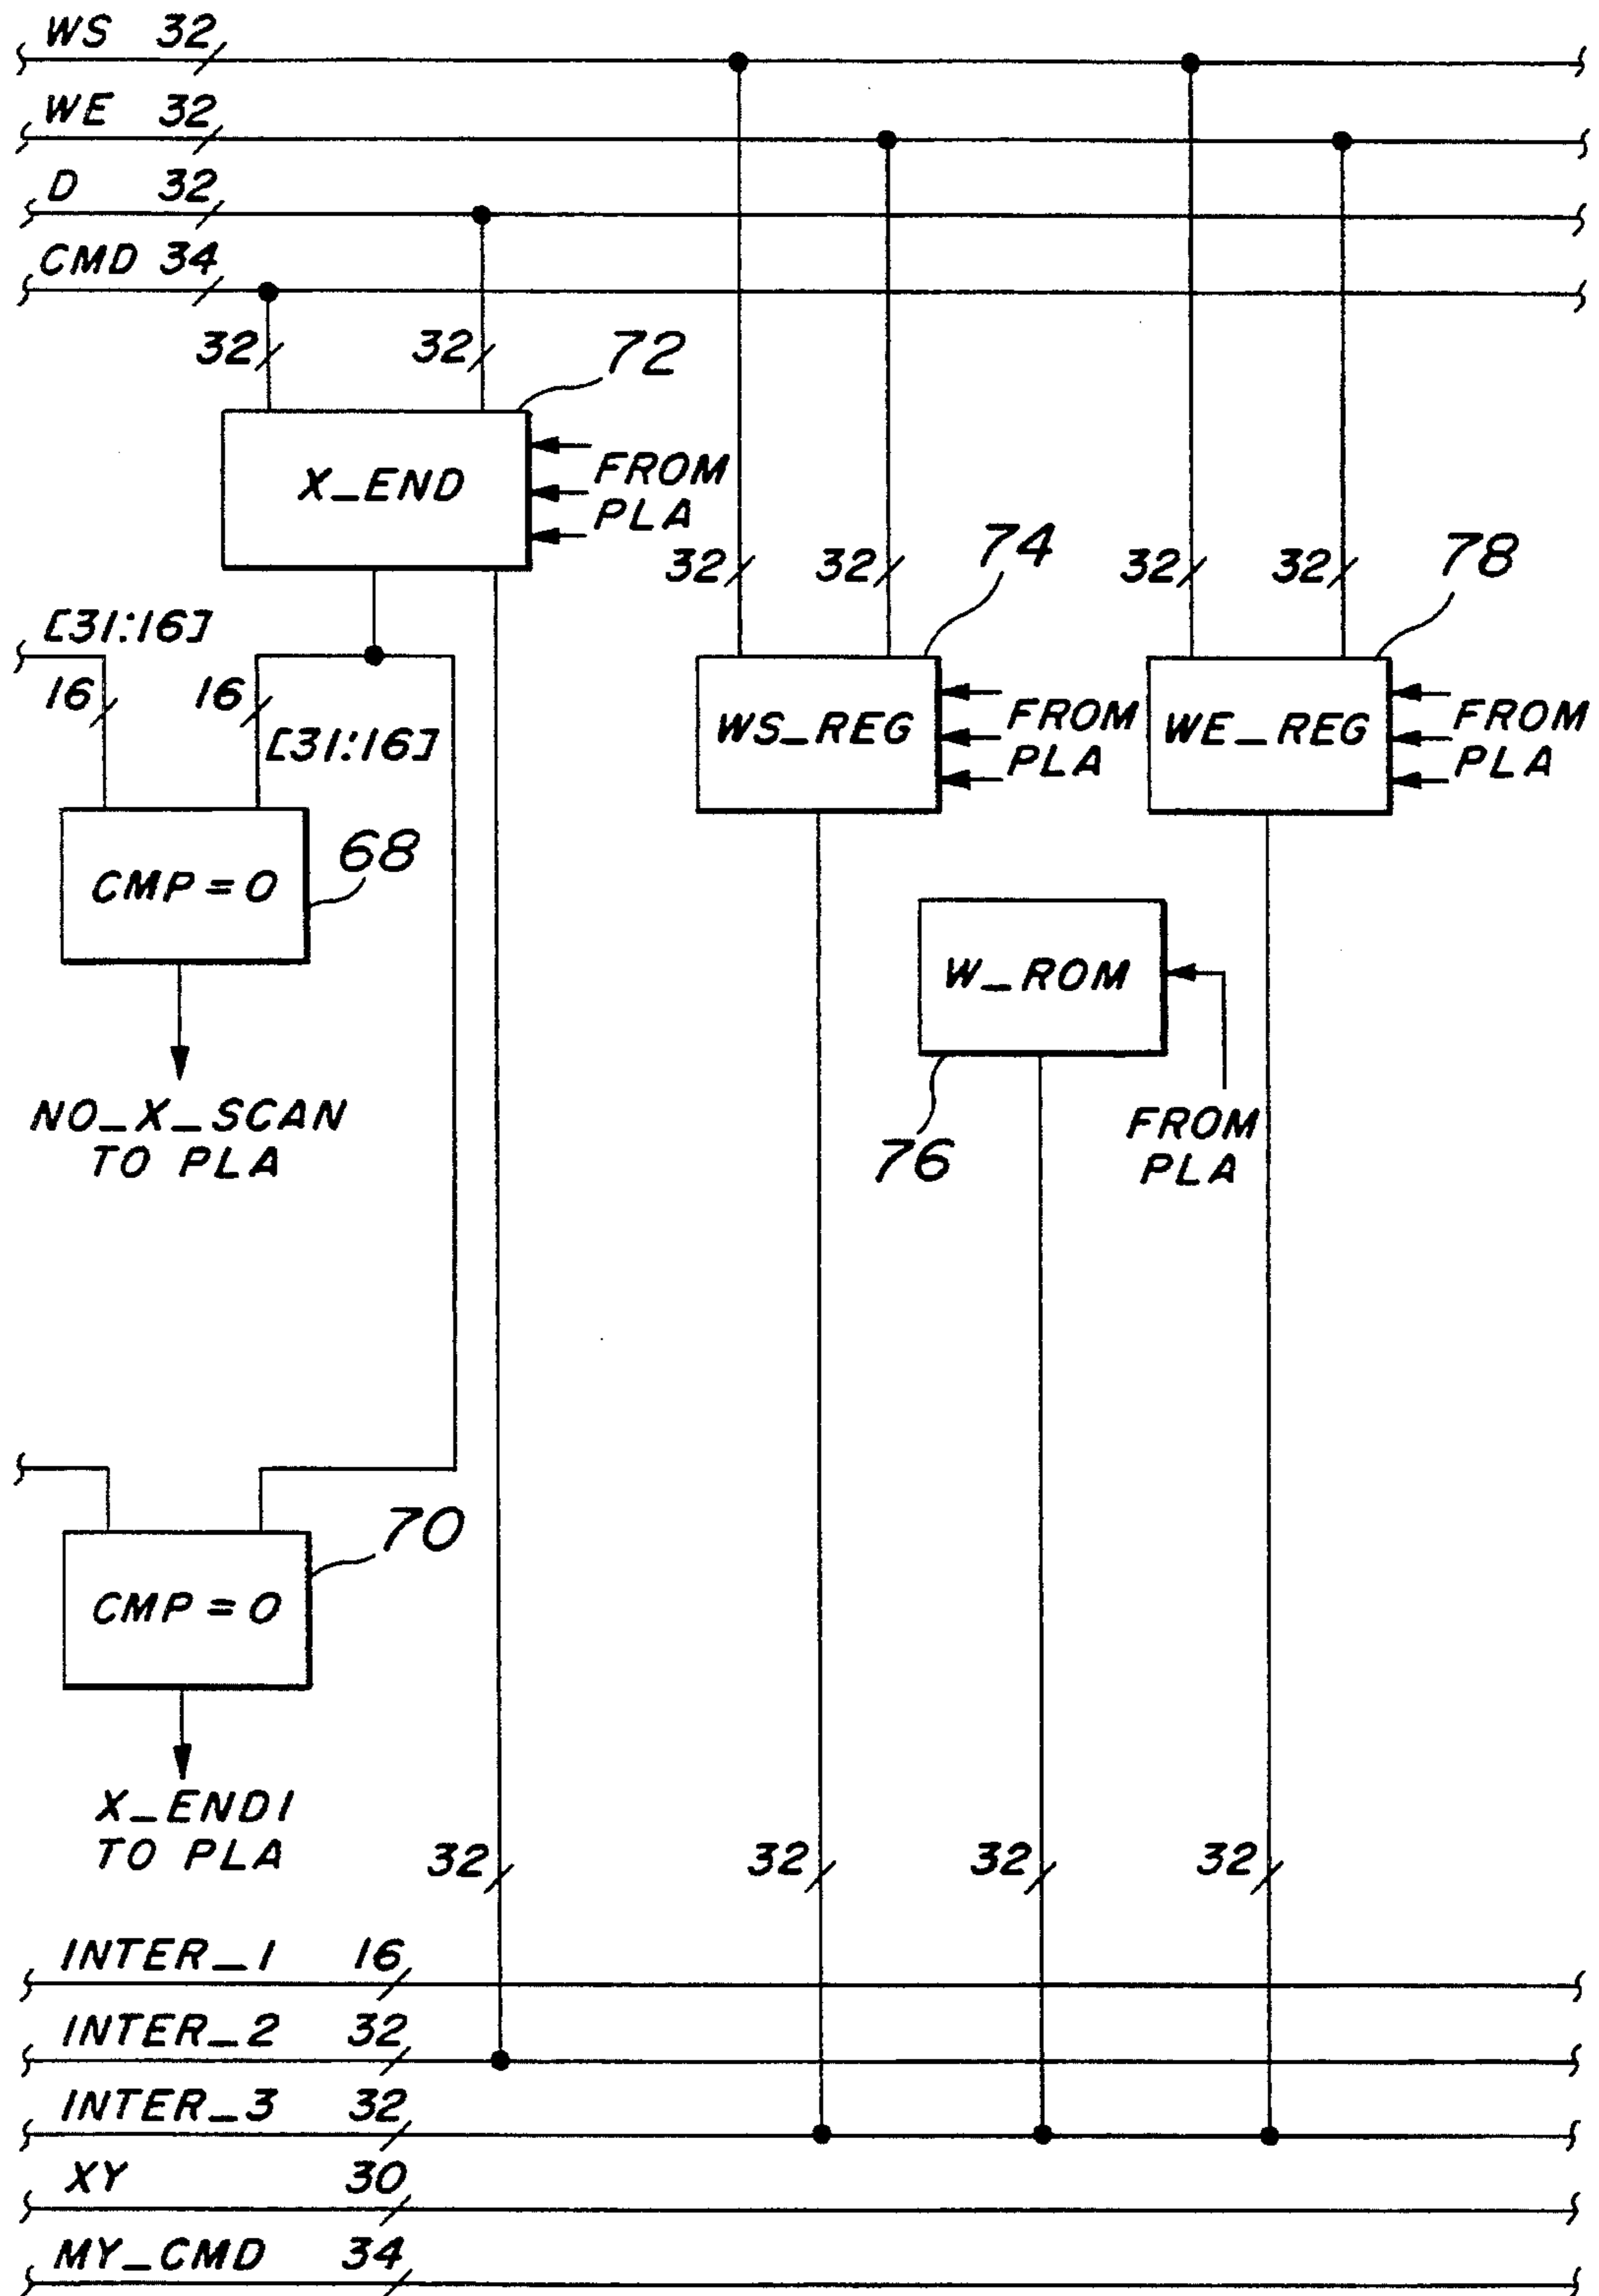 WS 32
WE 32
D 32
CMD 34
32 32 72
X_END
FROM
PLA
32 32 74 32 32 78
[31:16]
16 16
[31:16]
WS_REG
FROM
PLA
WE_REG
FROM
PLA
CMP = 0
68
W_ROM
76
FROM
PLA
NO_X_SCAN
TO PLA
70
CMP = 0
X_END1
TO PLA
32 32 32 32
INTER_1 16
INTER_2 32
INTER_3 32
XY 30
MY_CMD 34